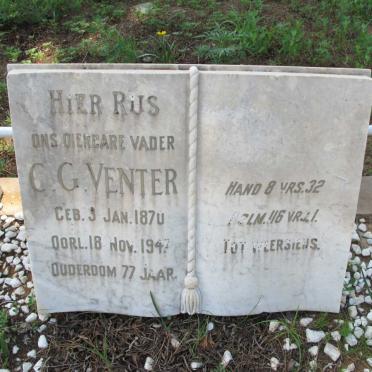 HIER RUS
ONS DIERBARE VADER
C. G. VENTER
GEB. 3 JAN. 1870
OORL. 18 NOV. 1947
OUDERDOM 77 JAAR.
HAND 8 VRS. 32
PSLM. 116 VR. 1.
TOT WEERSIENS.